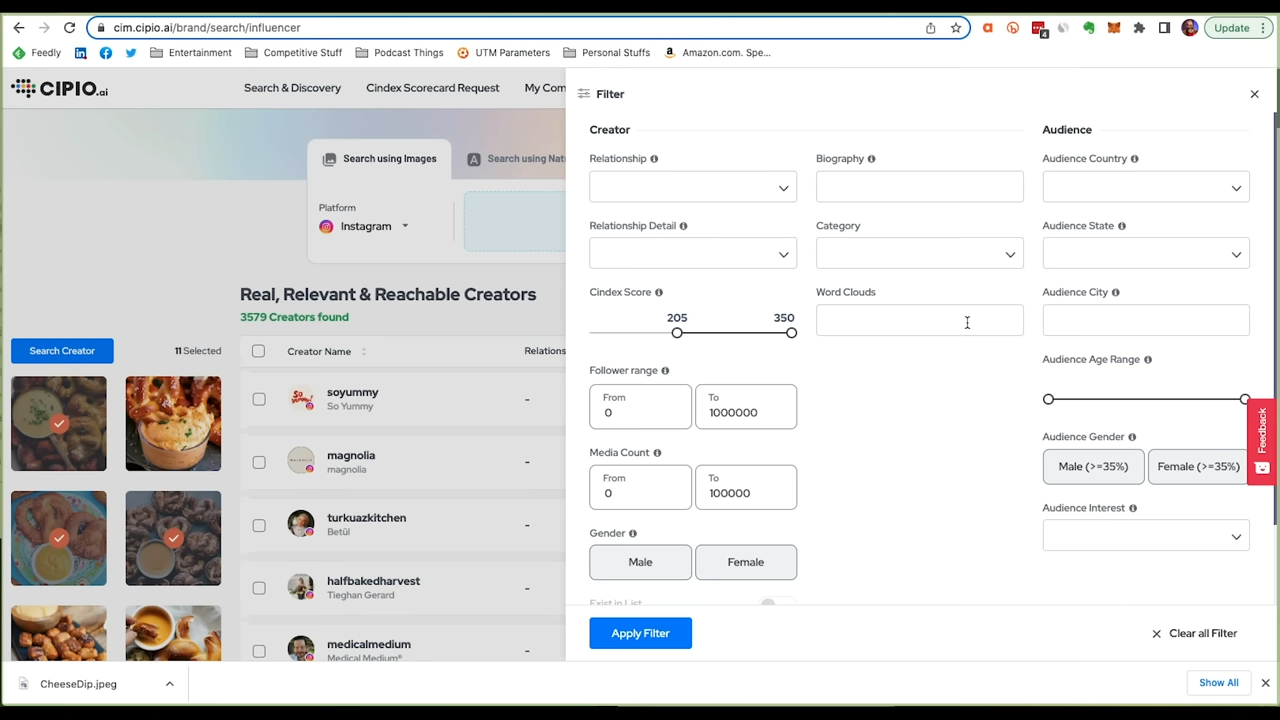 cim.cipio.ai/brand/search/influencer
4
Update
Feedly
Entertainment
Competitive Stuff
Podcast Things
UTM Parameters
Personal Stuffs
Amazon.com. Spe...
CIPIO.ai
Search & Discovery
Cindex Scorecard Request
My Com
Search using Images
Search using Nat
Platform
Instagram
Real, Relevant & Reachable Creators
3579 Creators found
Search Creator
11 Selected
Creator Name
Relations
soyummy
So Yummy
-
magnolia
magnolia
-
turkuazkitchen
Betül
-
halfbakedharvest
Tieghan Gerard
-
medicalmedium
Medical Medium®
-
Filter
Creator
Relationship
Relationship Detail
Cindex Score
205
350
Follower range
From
0
To
1000000
Media Count
From
0
To
100000
Gender
Male
Female
Exist in List
Biography
Category
Word Clouds
Audience
Audience Country
Audience State
Audience City
Audience Age Range
Audience Gender
Male (>=35%)
Female (>=35%)
Audience Interest
Feedback
Apply Filter
Clear all Filter
CheeseDip.jpeg
Show All